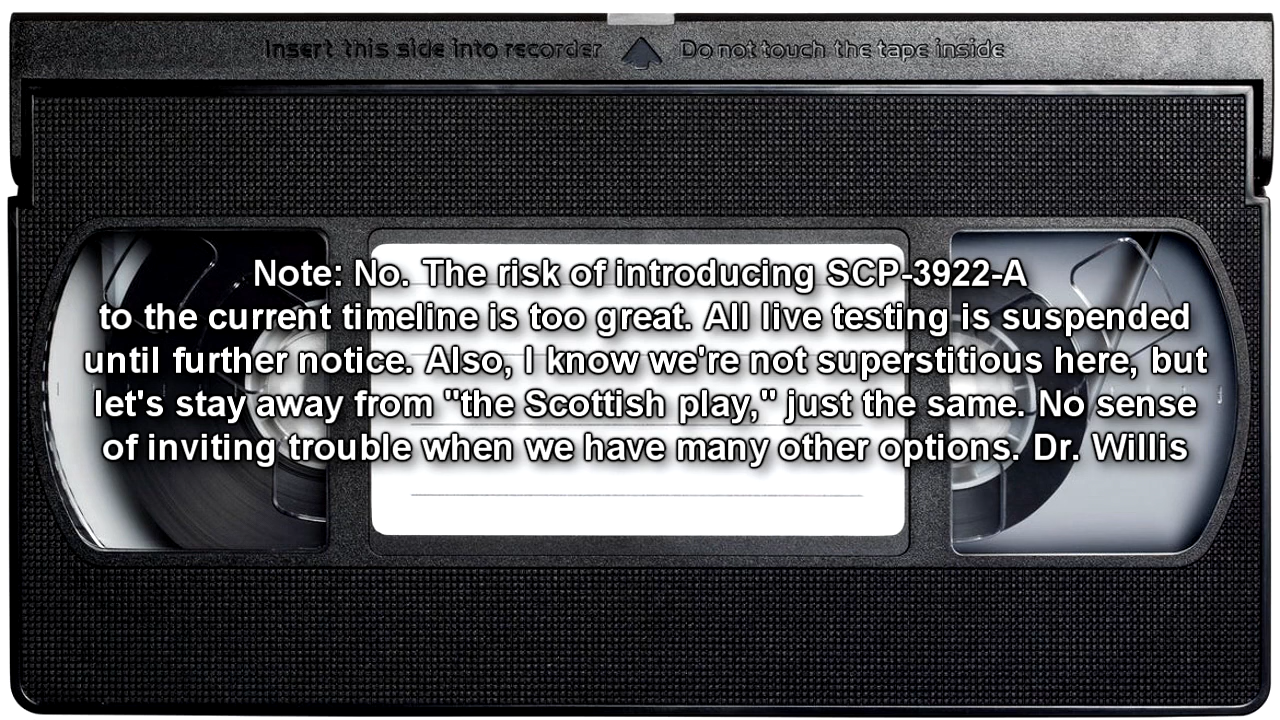 Insert this side into recorder Do not touch the tape inside
Note: No. The risk of introducing SCP-3922-A
to the current timeline is too great. All live testing is suspended
until further notice. Also, I know we're not superstitious here, but
let's stay away from "the Scottish play," just the same. No sense
of inviting trouble when we have many other options. Dr. Willis